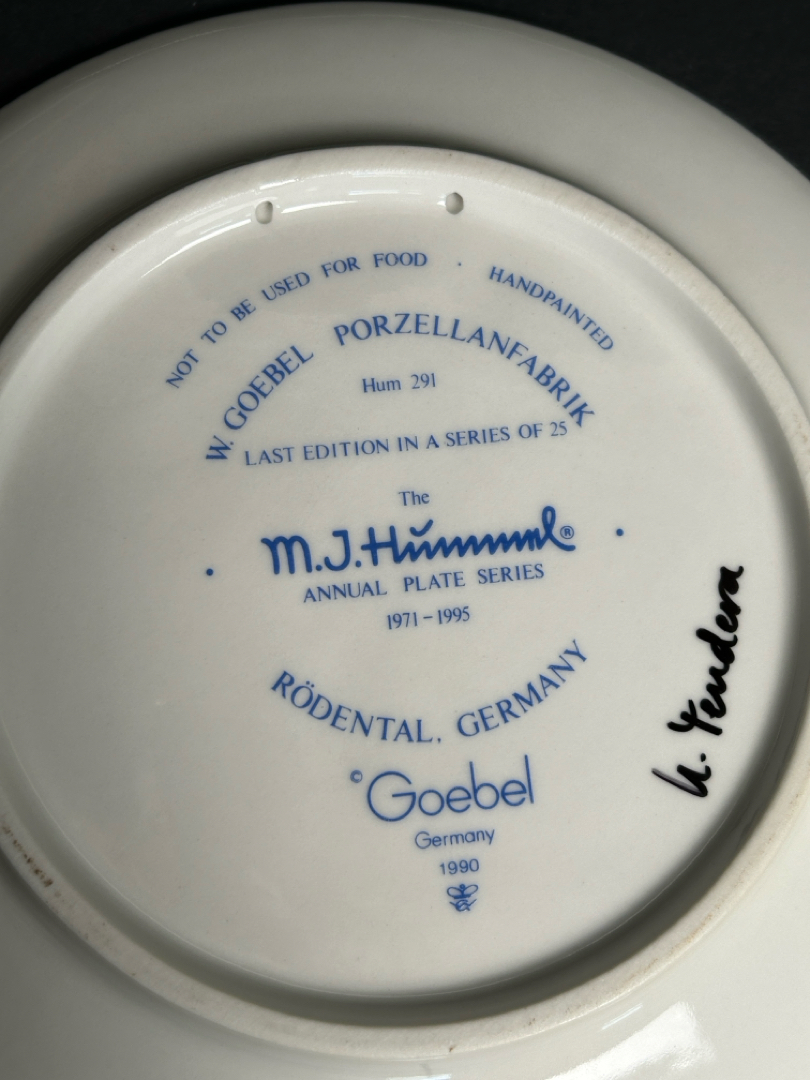 NOT TO BE USED FOR FOOD · HANDPAINTED
W. GOEBEL PORZELLANFABRIK
Hum 291
LAST EDITION IN A SERIES OF 25
The
· M.J.Hummel® ·
ANNUAL PLATE SERIES
1971–1995
RÖDENTAL, GERMANY
© Goebel
Germany
1990